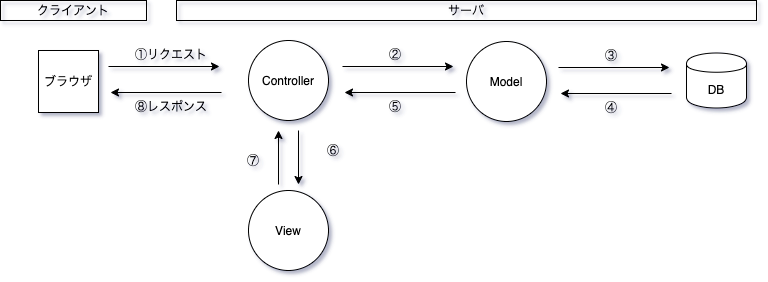 クライアント
サーバ
①リクエスト
②
③
ブラウザ
Controller
Model
DB
⑧レスポンス
⑤
④
⑦
⑥
View